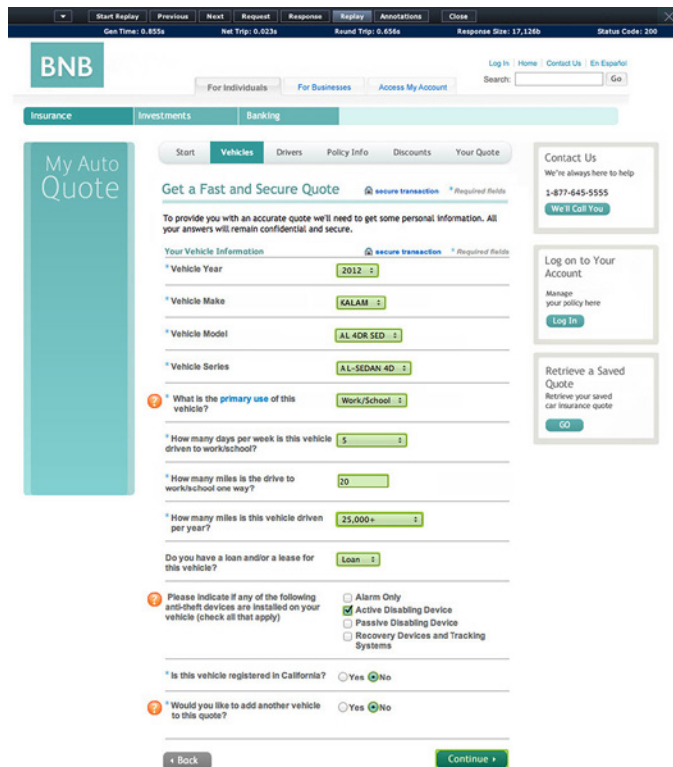 Start Replay Previous Next Request Response Replay Annotations Close
Gen Time: 0.855s Net Trip: 0.023s Round Trip: 0.656s Response Size: 17,126b Status Code: 200
BNB
Log In Home Contact Us En Español
Search: Go
For Individuals For Businesses Access My Account
Insurance Investments Banking
My Auto
Quote
Start Vehicles Drivers Policy Info Discounts Your Quote
Get a Fast and Secure Quote secure transaction * Required fields
To provide you with an accurate quote we'll need to get some personal information. All
your answers will remain confidential and secure.
Your Vehicle Information secure transaction * Required fields
* Vehicle Year 2012
* Vehicle Make KALAM
* Vehicle Model AL 4DR SED
* Vehicle Series AL-SEDAN 4D
? * What is the primary use of this
vehicle? Work/School
* How many days per week is this vehicle
driven to work/school? 5
* How many miles is the drive to
work/school one way? 20
* How many miles is this vehicle driven
per year? 25,000+
Do you have a loan and/or a lease for
this vehicle? Loan
? Please indicate if any of the following
anti-theft devices are installed on your
vehicle (check all that apply)
Alarm Only
Active Disabling Device
Passive Disabling Device
Recovery Devices and Tracking
Systems
* Is this vehicle registered in California? Yes No
? * Would you like to add another vehicle
to this quote? Yes No
Back Continue
Contact Us
We're always here to help
1-877-645-5555
We'll Call You
Log on to Your
Account
Manage
your policy here
Log In
Retrieve a Saved
Quote
Retrieve your saved
car insurance quote
GO